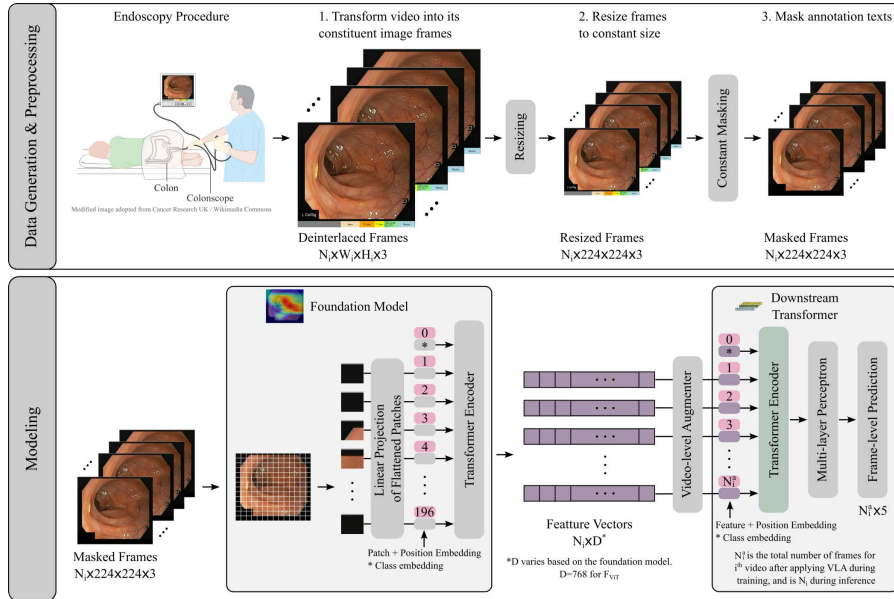 Data Generation & Preprocessing
Endoscopy Procedure
Colon
Colonscope
Modified image adopted from Cancer Research UK / Wikimedia Commons
1. Transform video into its
constituent image frames
Deinterlaced Frames
NixWixHix3
Resizing
2. Resize frames
to constant size
Resized Frames
Nix224x224x3
Constant Masking
3. Mask annotation texts
Masked Frames
Nix224x224x3
Modeling
Masked Frames
Nix224x224x3
Foundation Model
Linear Projection
of Flattened Patches
0
*
1
2
3
4
196
Transformer Encoder
Patch + Position Embedding
* Class embedding
Featture Vectors
NixD*
*D varies based on the foundation model.
D=768 for FViT
Video-level Augmenter
Downstream
Transformer
0
*
1
2
3
Nia
Transformer Encoder
Multi-layer Perceptron
Frame-level Prediction
Niax5
Feature + Position Embedding
* Class embedding
Nia is the total number of frames for
ith video after applying VLA during
training, and is Ni during inference